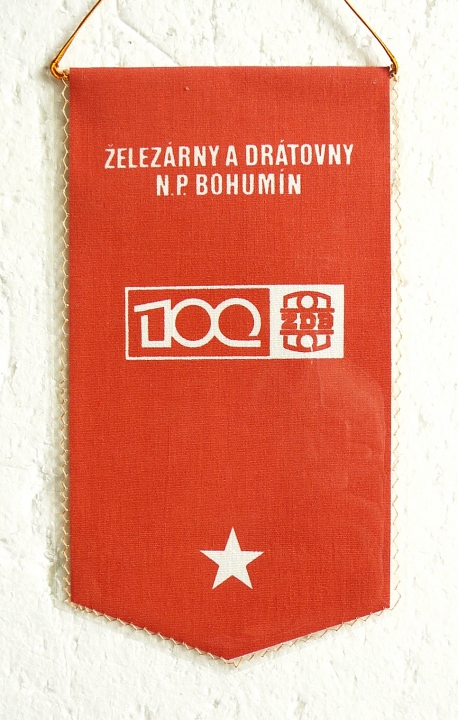 ŽELEZÁRNY A DRÁTOVNY
N.P. BOHUMÍN
100 ŽDB